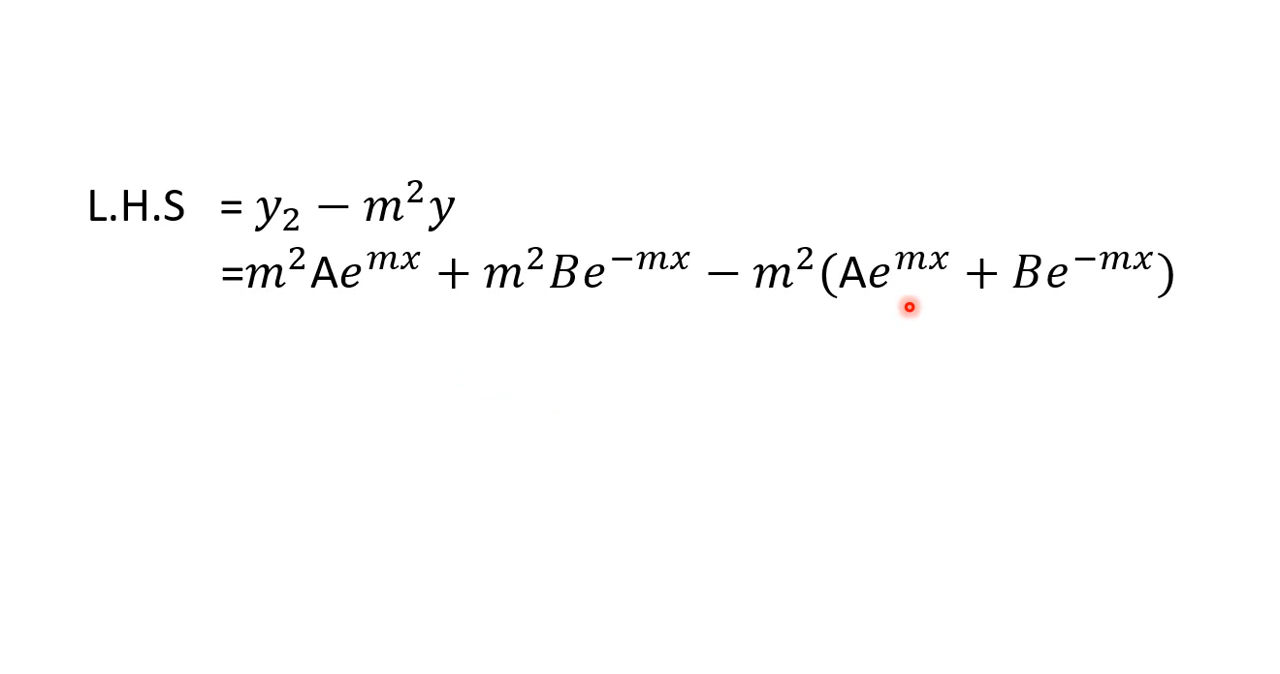 L.H.S = y₂ − m²y
=m²Ae^{mx} + m²Be^{−mx} − m²(Ae^{mx} + Be^{−mx})